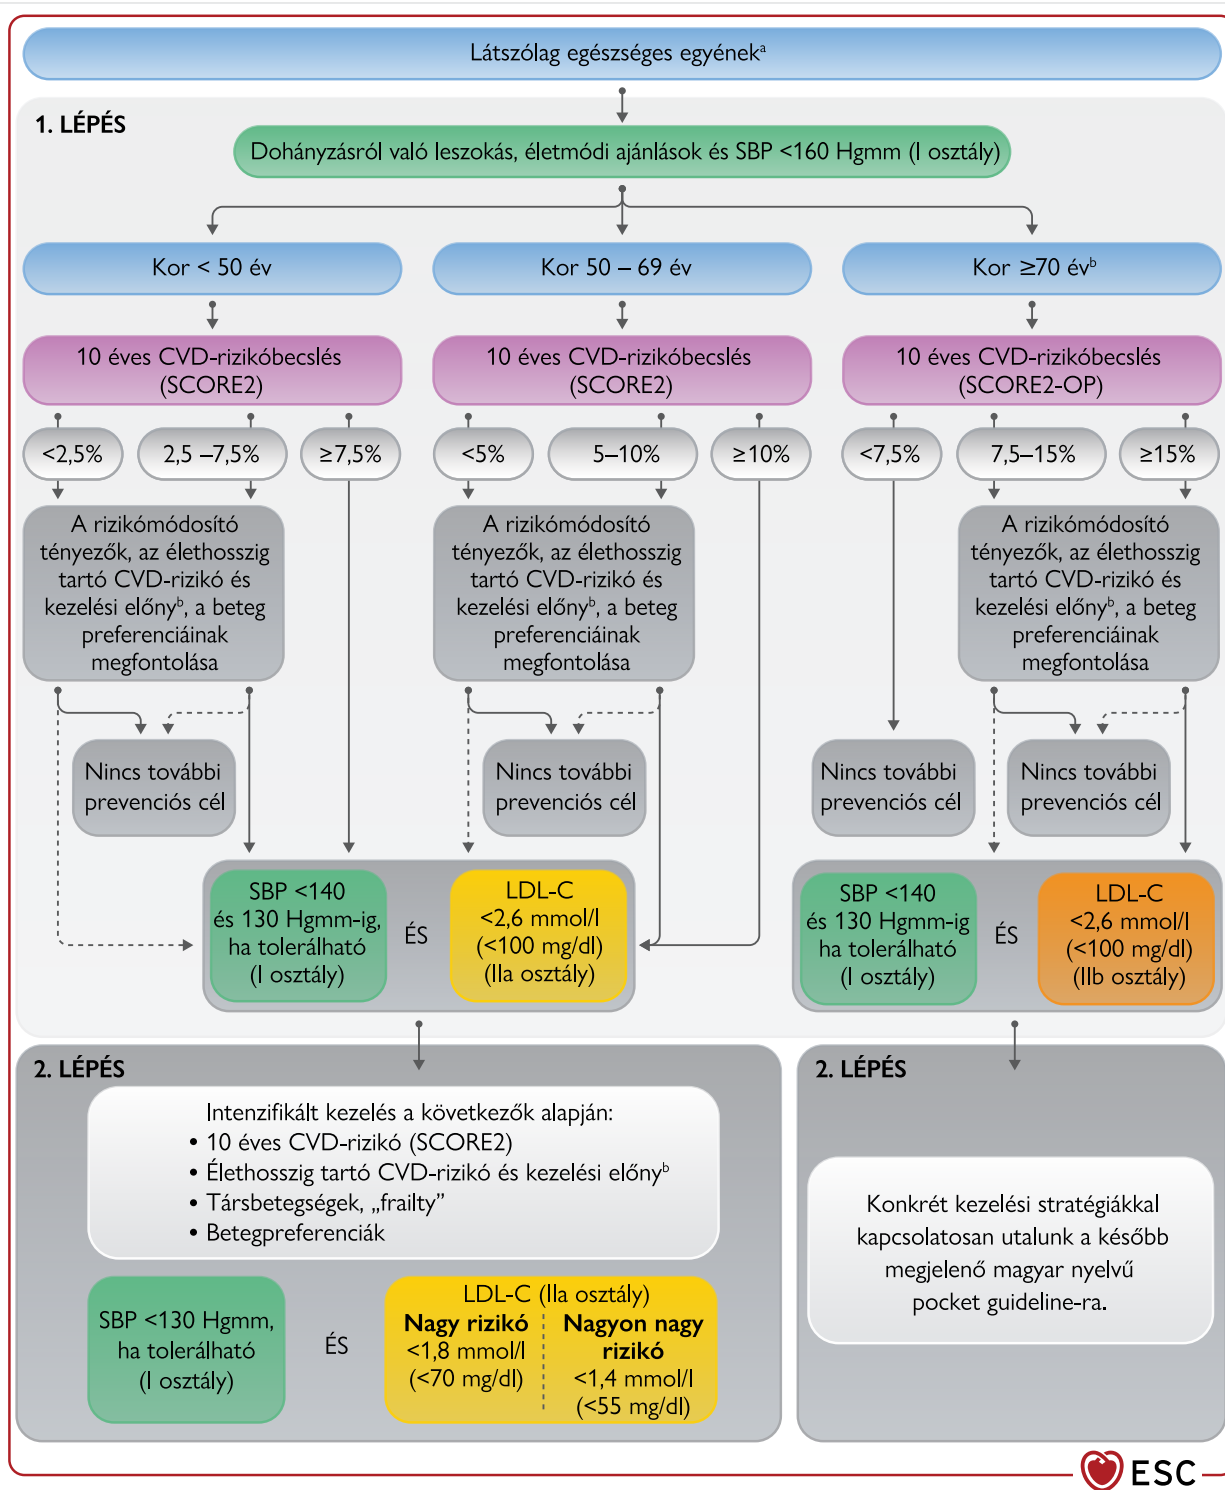 Látszólag egészséges egyénekᵃ
1. LÉPÉS
Dohányzásról való leszokás, életmódi ajánlások és SBP <160 Hgmm (I osztály)
Kor < 50 év
Kor 50 – 69 év
Kor ≥70 évᵇ
10 éves CVD-rizikóbecslés
(SCORE2)
10 éves CVD-rizikóbecslés
(SCORE2)
10 éves CVD-rizikóbecslés
(SCORE2-OP)
<2,5%
2,5 –7,5%
≥7,5%
<5%
5–10%
≥10%
<7,5%
7,5–15%
≥15%
A rizikómódosító
tényezők, az élethosszig
tartó CVD-rizikó és
kezelési előnyᵇ, a beteg
preferenciáinak
megfontolása
A rizikómódosító
tényezők, az élethosszig
tartó CVD-rizikó és
kezelési előnyᵇ, a beteg
preferenciáinak
megfontolása
A rizikómódosító
tényezők, az élethosszig
tartó CVD-rizikó és
kezelési előnyᵇ, a beteg
preferenciáinak
megfontolása
Nincs további
prevenciós cél
Nincs további
prevenciós cél
Nincs további
prevenciós cél
Nincs további
prevenciós cél
SBP <140
és 130 Hgmm-ig,
ha tolerálható
(I osztály)
ÉS
LDL-C
<2,6 mmol/l
(<100 mg/dl)
(IIa osztály)
SBP <140
és 130 Hgmm-ig
ha tolerálható
(I osztály)
ÉS
LDL-C
<2,6 mmol/l
(<100 mg/dl)
(IIb osztály)
2. LÉPÉS
Intenzifikált kezelés a következők alapján:
• 10 éves CVD-rizikó (SCORE2)
• Élethosszig tartó CVD-rizikó és kezelési előnyᵇ
• Társbetegségek, „frailty”
• Betegpreferenciák
SBP <130 Hgmm,
ha tolerálható
(I osztály)
ÉS
LDL-C (IIa osztály)
Nagy rizikó
<1,8 mmol/l
(<70 mg/dl)
Nagyon nagy
rizikó
<1,4 mmol/l
(<55 mg/dl)
2. LÉPÉS
Konkrét kezelési stratégiákkal
kapcsolatosan utalunk a később
megjelenő magyar nyelvű
pocket guideline-ra.
ESC